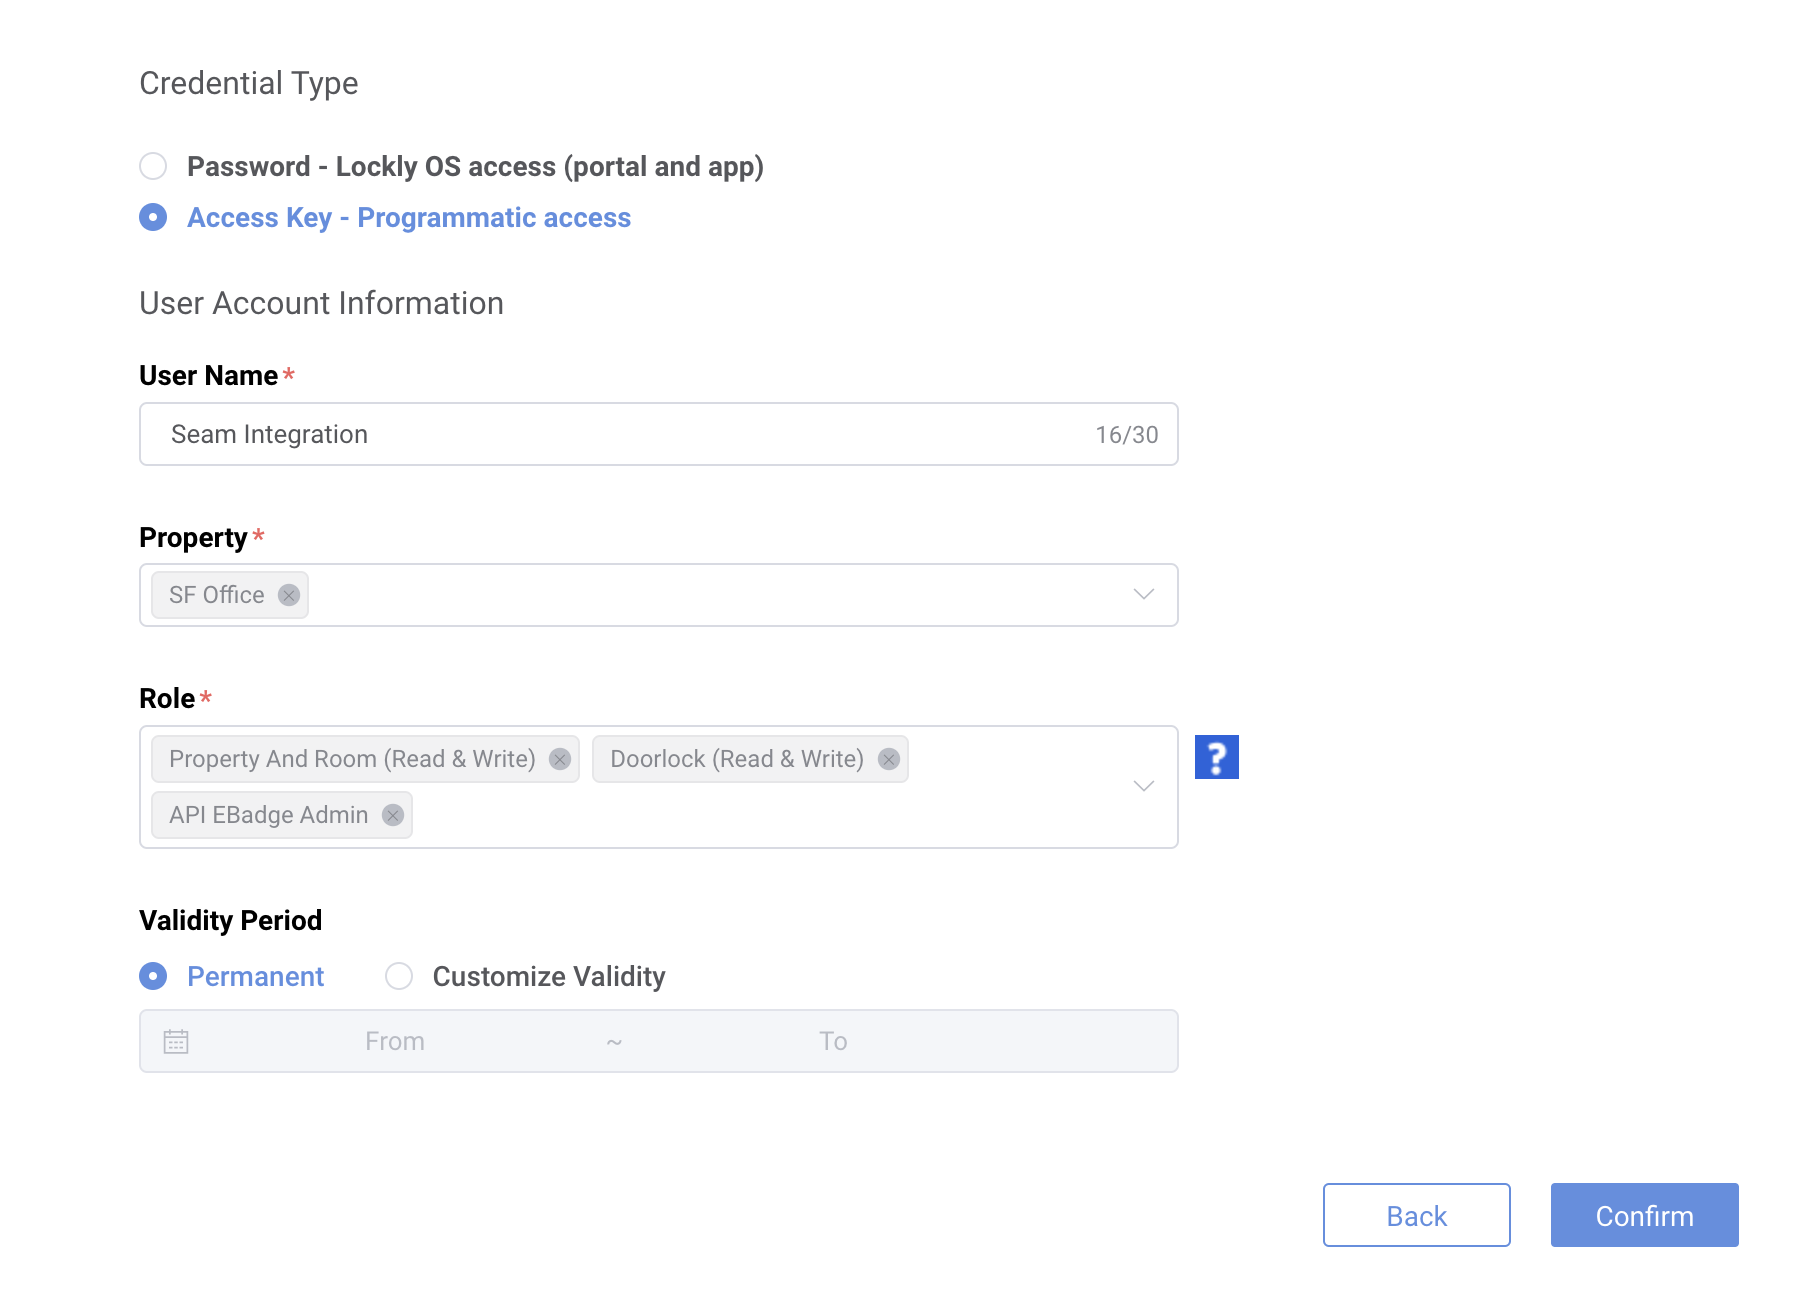 Credential Type
Password - Lockly OS access (portal and app)
Access Key - Programmatic access
User Account Information
User Name*
Seam Integration 16/30
Property*
SF Office
Role*
Property And Room (Read & Write) Doorlock (Read & Write)
?
API EBadge Admin
Validity Period
Permanent Customize Validity
From ~ To
Back Confirm